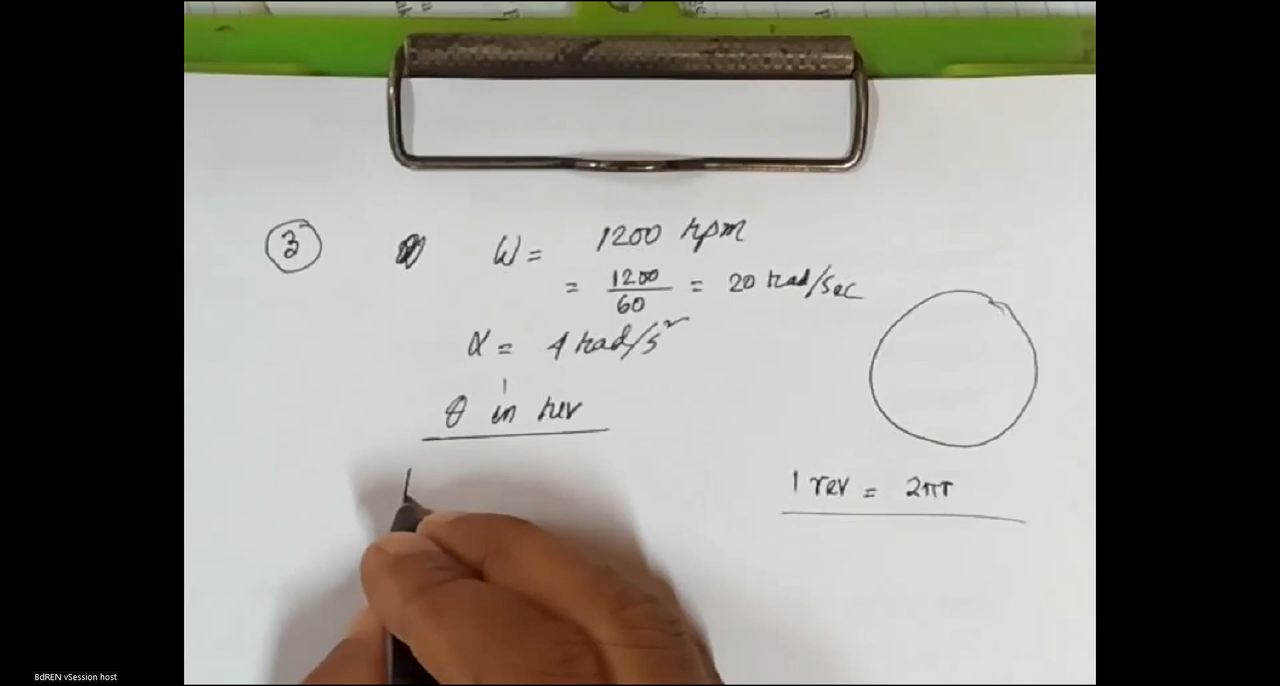 3
ω = 1200 rpm
= 1200/60 = 20 rad/sec
α = 4 rad/s²
θ in rev
1 rev = 2πr
BdREN vSession host